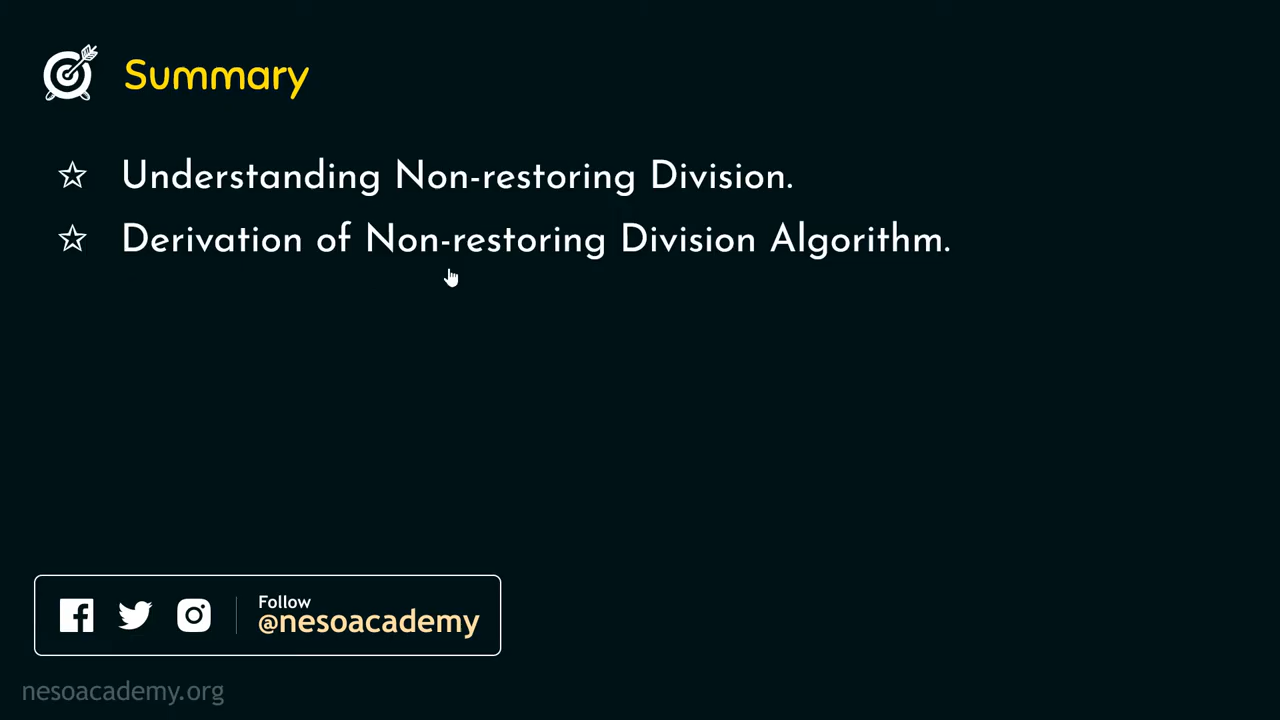 Summary
Understanding Non-restoring Division.
Derivation of Non-restoring Division Algorithm.
Follow
@nesoacademy
nesoacademy.org